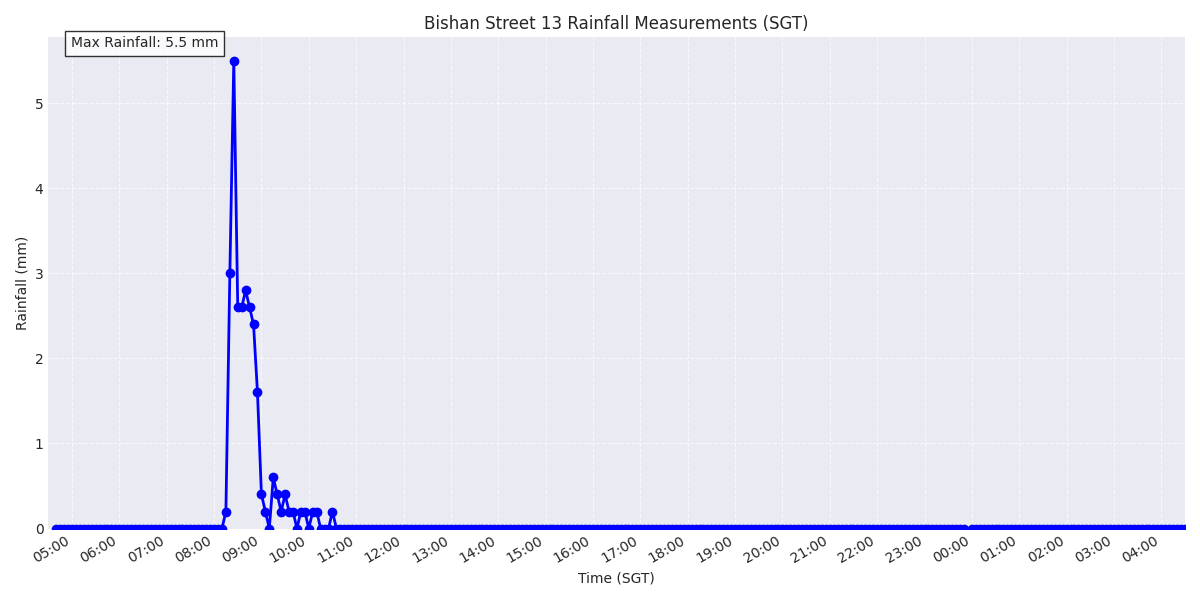 Bishan Street 13 Rainfall Measurements (SGT)
Max Rainfall: 5.5 mm
5
4
3
2
1
0
Rainfall (mm)
05:00 06:00 07:00 08:00 09:00 10:00 11:00 12:00 13:00 14:00 15:00 16:00 17:00 18:00 19:00 20:00 21:00 22:00 23:00 00:00 01:00 02:00 03:00 04:00
Time (SGT)